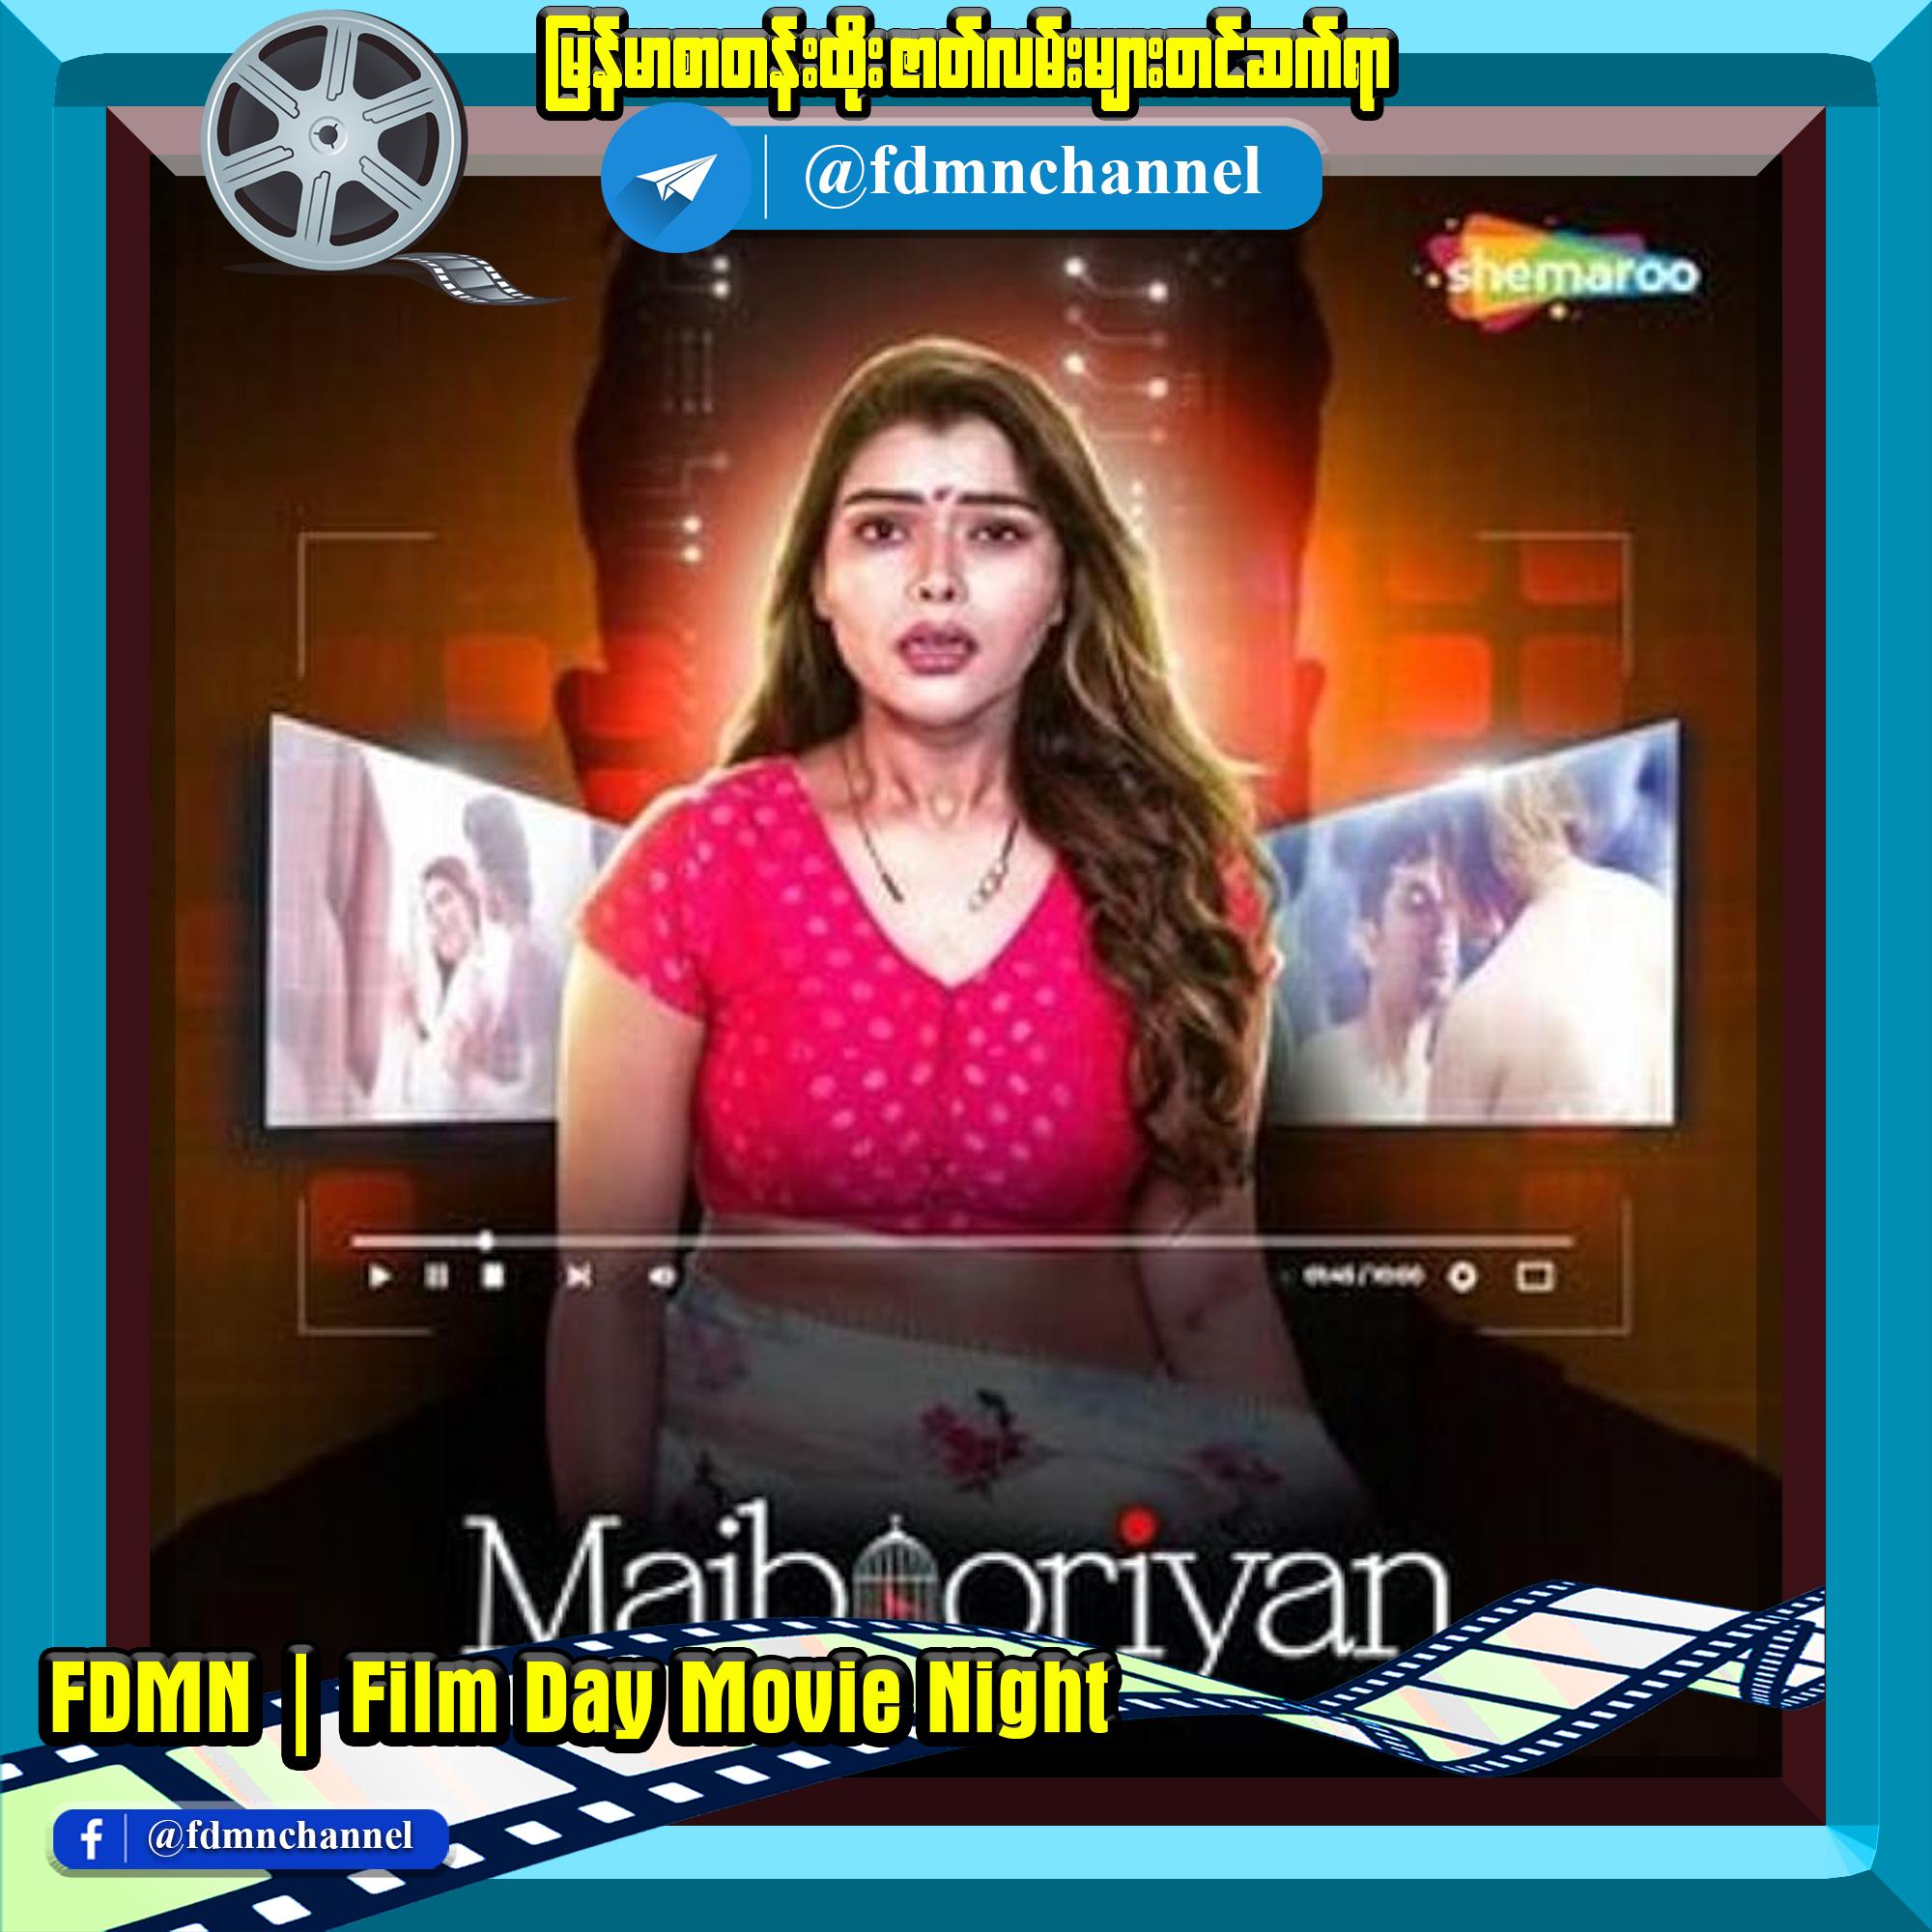 မြန်မာစာတန်းထိုးဇာတ်လမ်းများတင်ဆက်ရာ
@fdmnchannel
shemaroo
Majbooriyan
FDMN | Film Day Movie Night
f @fdmnchannel